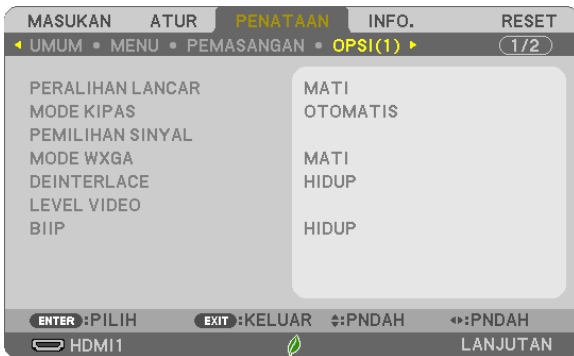 MASUKAN ATUR PENATAAN INFO. RESET
UMUM • MENU • PEMASANGAN • OPSI(1) 1/2
PERALIHAN LANCAR MATI
MODE KIPAS OTOMATIS
PEMILIHAN SINYAL
MODE WXGA MATI
DEINTERLACE HIDUP
LEVEL VIDEO
BIIP HIDUP
ENTER :PILIH EXIT :KELUAR :PNDAH :PNDAH
HDMI1 LANJUTAN